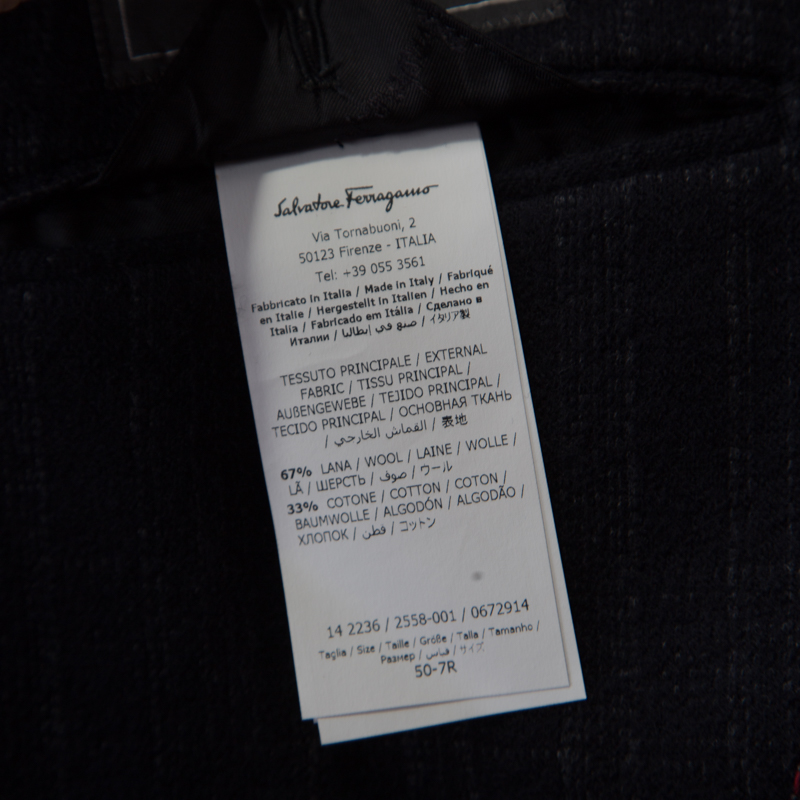 Salvatore Ferragamo
Via Tornabuoni, 2
50123 Firenze - ITALIA
Tel: +39 055 3561
Fabbricato in Italia / Made in Italy / Fabriqué
en Italie / Hergestellt in Italien / Hecho en
Italia / Fabricado em Itália / Сделано в
Италии / صنع في إيطاليا / イタリア製
TESSUTO PRINCIPALE / EXTERNAL
FABRIC / TISSU PRINCIPAL /
AUßENGEWEBE / TEJIDO PRINCIPAL /
TECIDO PRINCIPAL / ОСНОВНАЯ ТКАНЬ
/ القماش الخارجي / 表地
67% LANA / WOOL / LAINE / WOLLE /
LÃ / ШЕРСТЬ / صوف / ウール
33% COTONE / COTTON / COTON /
BAUMWOLLE / ALGODÓN / ALGODÃO /
ХЛОПОК / قطن / コットン
14 2236 / 2558-001 / 0672914
Taglia / Size / Taille / Größe / Talla / Tamanho /
Размер / قياس / サイズ
50-7R